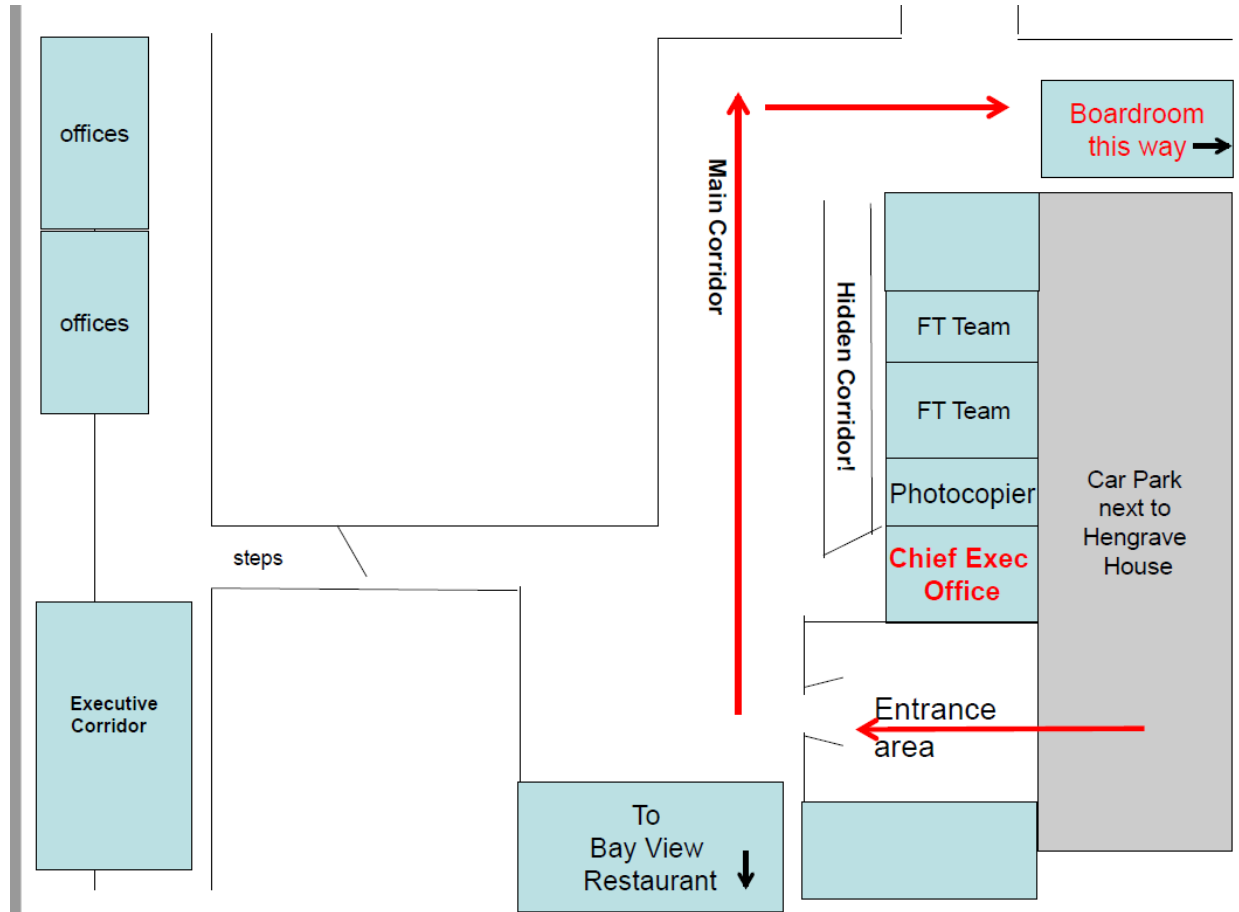 offices
offices
Executive
Corridor
steps
Main Corridor
Hidden Corridor!
Boardroom
this way
FT Team
FT Team
Photocopier
Chief Exec
Office
Car Park
next to
Hengrave
House
Entrance
area
To
Bay View
Restaurant